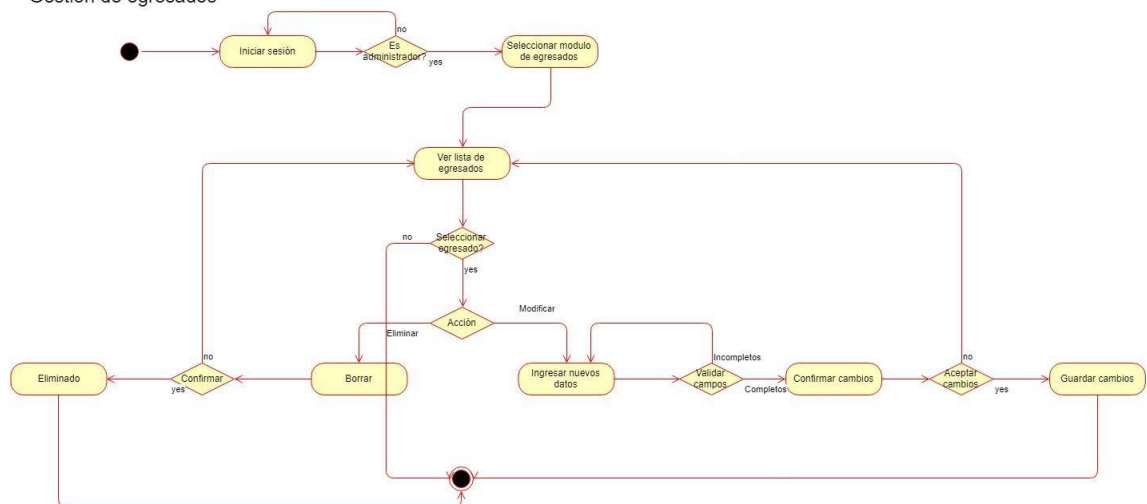 Gestión de egresados
no
Iniciar sesión
Es
administrador?
yes
Seleccionar modulo
de egresados
Ver lista de
egresados
no
Seleccionar
egresado?
yes
Acción
Modificar
Eliminar
Eliminado
yes
Confirmar
no
Borrar
Ingresar nuevos
datos
Incompletos
Validar
campos
Completos
Confirmar cambios
no
Aceptar
cambios
yes
Guardar cambios